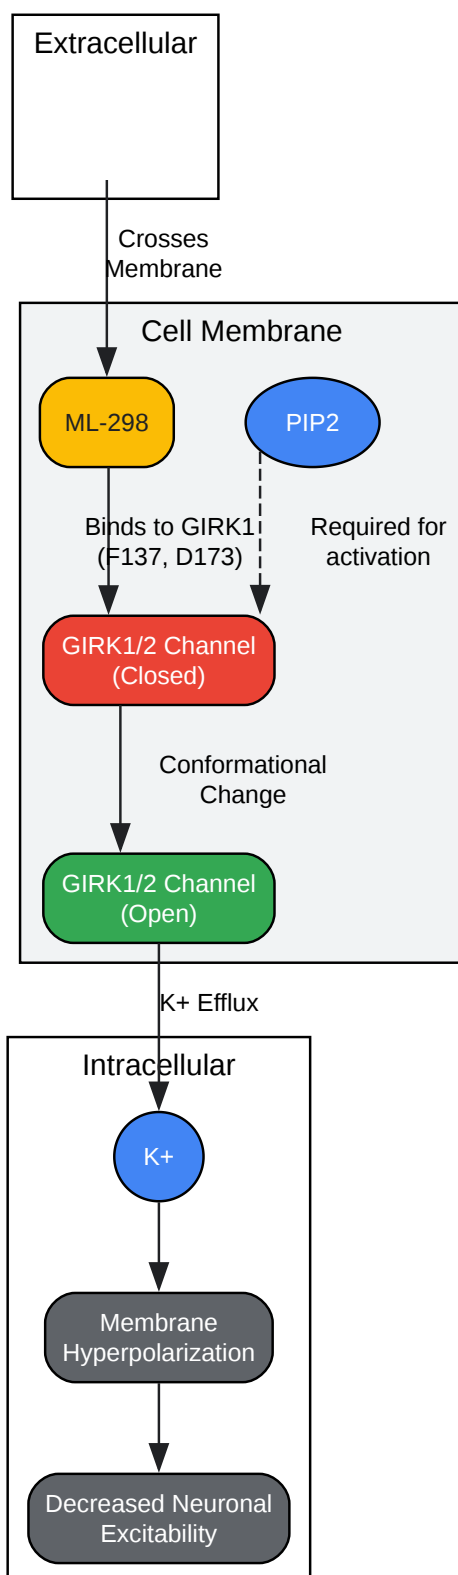 Extracellular
Crosses
Membrane
Cell Membrane
ML-298
PIP2
Binds to GIRK1
(F137, D173)
Required for
activation
GIRK1/2 Channel
(Closed)
Conformational
Change
GIRK1/2 Channel
(Open)
K+ Efflux
Intracellular
K+
Membrane
Hyperpolarization
Decreased Neuronal
Excitability